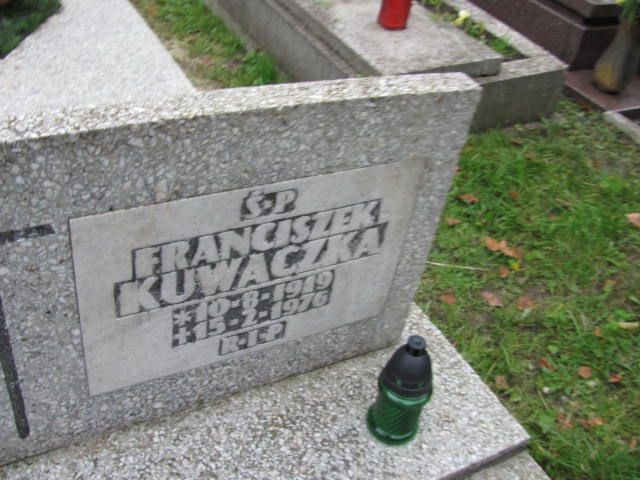 Ś·P
FRANCISZEK
KUWACZKA
*10-8-1919
‡15-2-1976
R·I·P